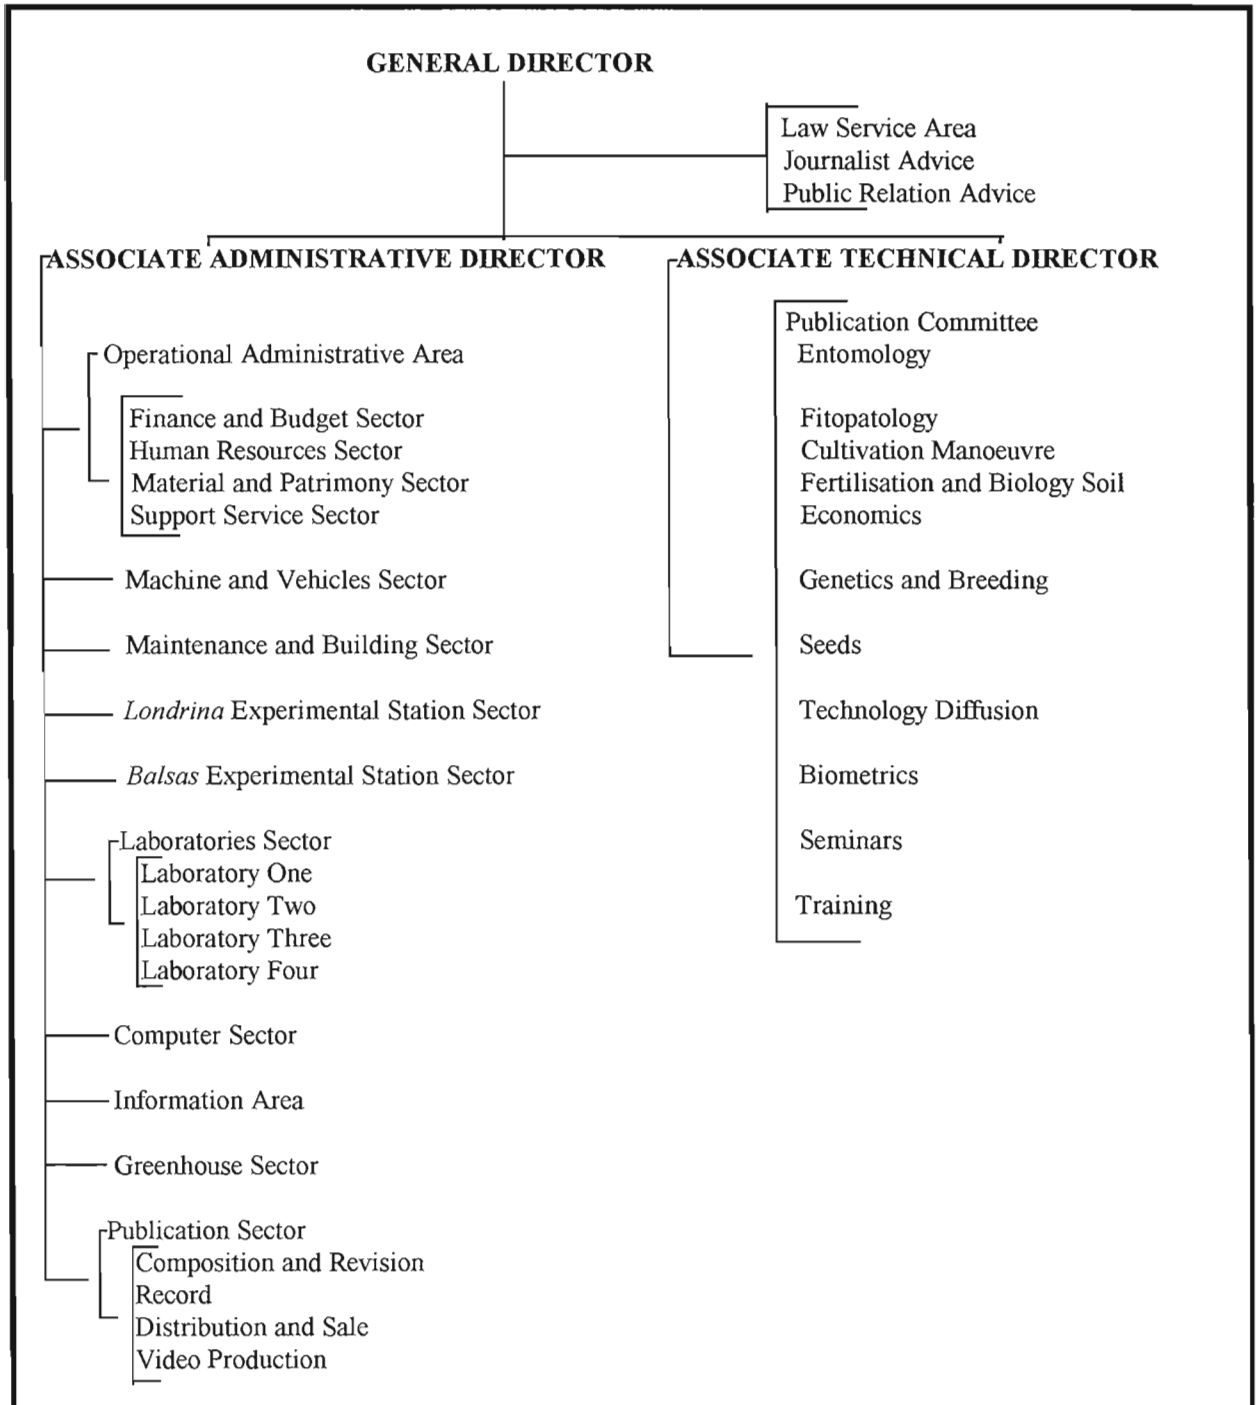 GENERAL DIRECTOR
Law Service Area
Journalist Advice
Public Relation Advice
ASSOCIATE ADMINISTRATIVE DIRECTOR
Operational Administrative Area
Finance and Budget Sector
Human Resources Sector
Material and Patrimony Sector
Support Service Sector
Machine and Vehicles Sector
Maintenance and Building Sector
Londrina Experimental Station Sector
Balsas Experimental Station Sector
Laboratories Sector
Laboratory One
Laboratory Two
Laboratory Three
Laboratory Four
Computer Sector
Information Area
Greenhouse Sector
Publication Sector
Composition and Revision
Record
Distribution and Sale
Video Production
ASSOCIATE TECHNICAL DIRECTOR
Publication Committee
Entomology
Fitopatology
Cultivation Manoeuvre
Fertilisation and Biology Soil
Economics
Genetics and Breeding
Seeds
Technology Diffusion
Biometrics
Seminars
Training